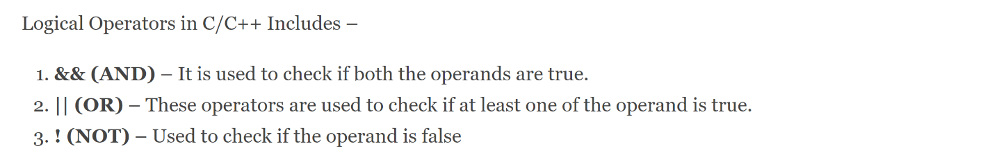 Logical Operators in C/C++ Includes –
1. && (AND) – It is used to check if both the operands are true.
2. || (OR) – These operators are used to check if at least one of the operand is true.
3. ! (NOT) – Used to check if the operand is false